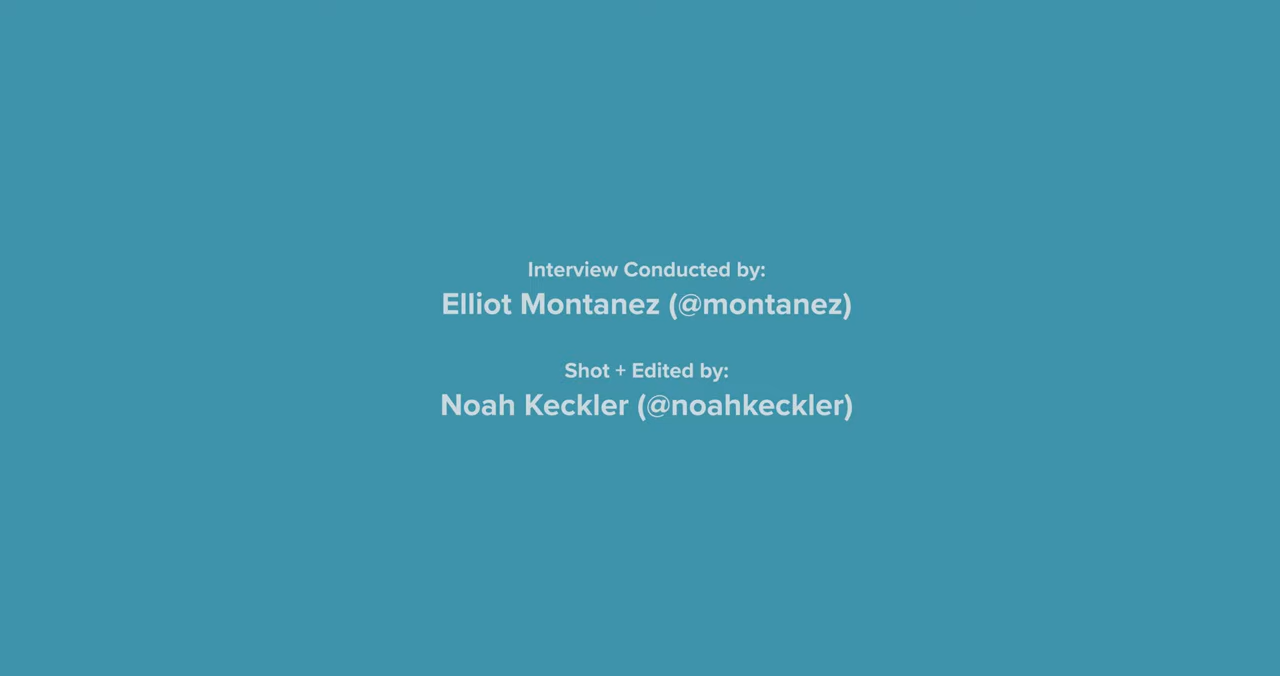 Interview Conducted by:
Elliot Montanez (@montanez)
Shot + Edited by:
Noah Keckler (@noahkeckler)